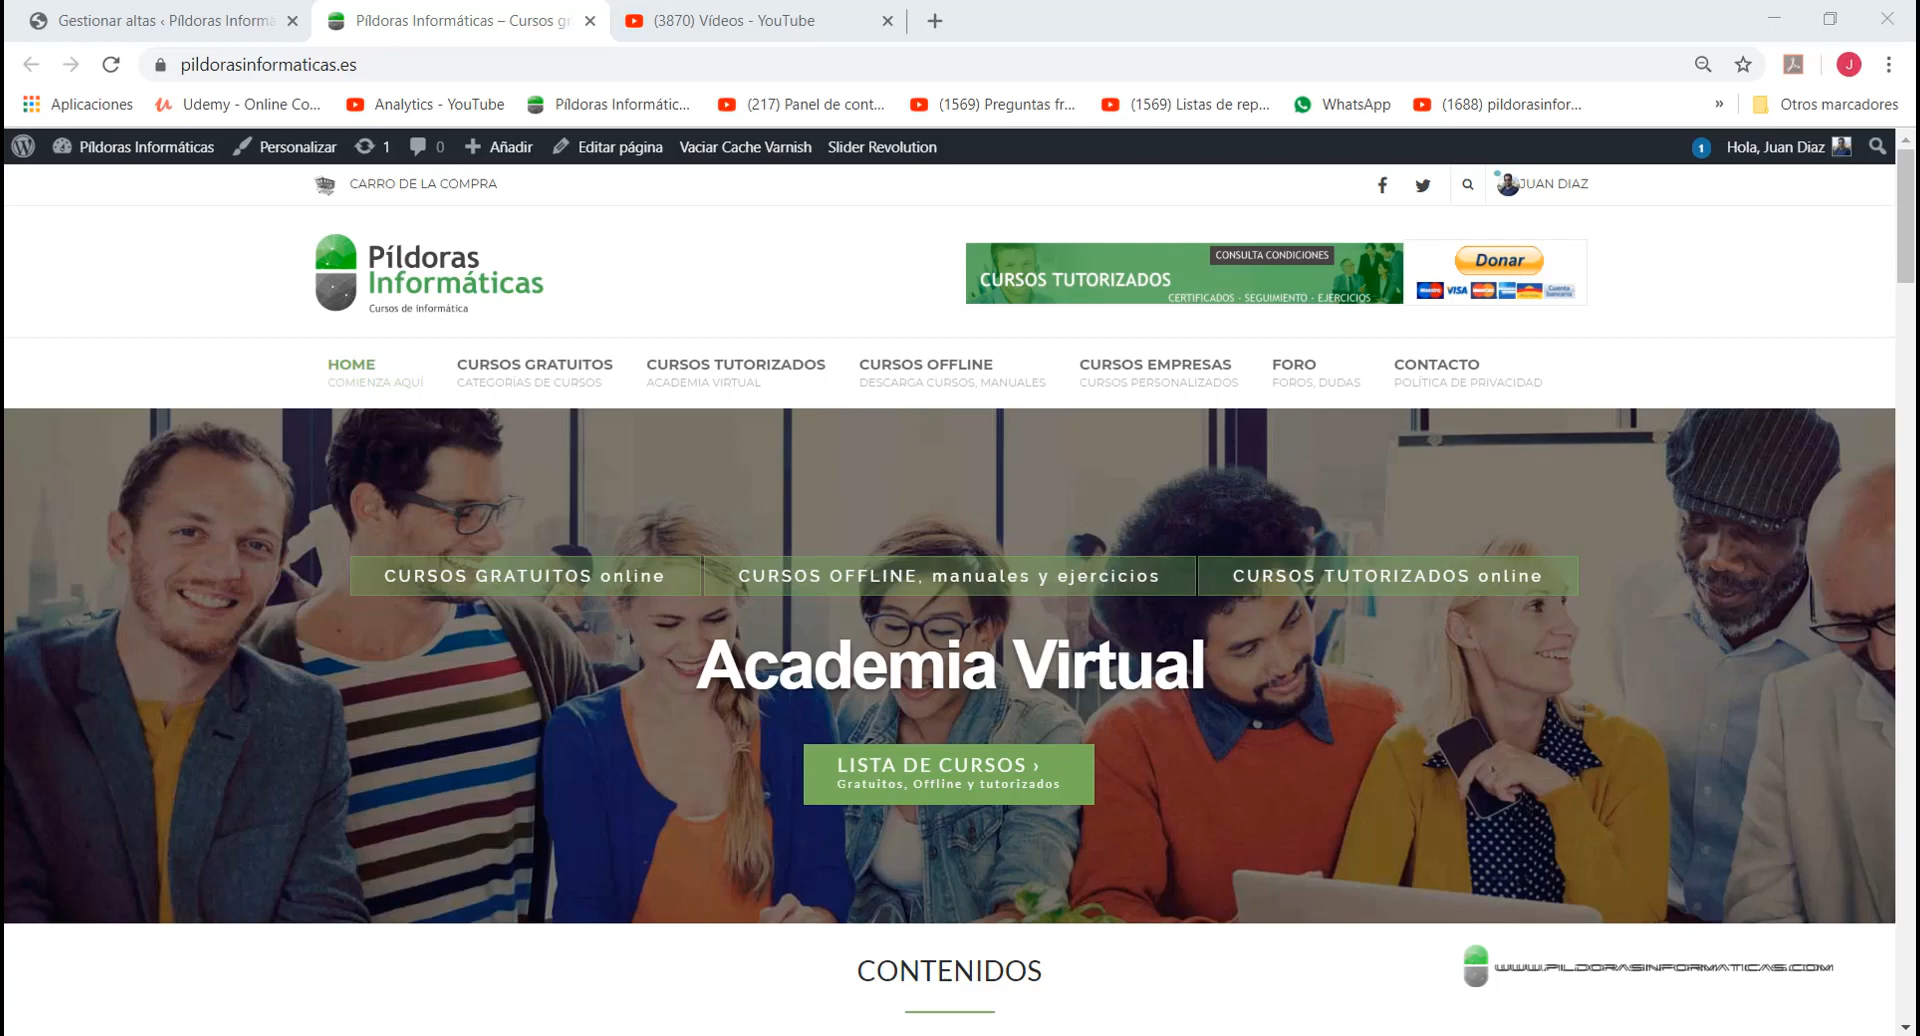 Gestionar altas ‹ Píldoras Informá
Píldoras Informáticas – Cursos gr
(3870) Vídeos - YouTube
pildorasinformaticas.es
J
Aplicaciones
Udemy - Online Co...
Analytics - YouTube
Píldoras Informátic...
(217) Panel de cont...
(1569) Preguntas fr...
(1569) Listas de rep...
WhatsApp
(1688) pildorasinfor...
»
Otros marcadores
Píldoras Informáticas
Personalizar
1
0
Añadir
Editar página
Vaciar Cache Varnish
Slider Revolution
1
Hola, Juan Diaz
CARRO DE LA COMPRA
JUAN DIAZ
Píldoras
Informáticas
Cursos de informática
CONSULTA CONDICIONES
CURSOS TUTORIZADOS
CERTIFICADOS - SEGUIMIENTO - EJERCICIOS
Donar
VISA
Cuenta
bancaria
HOME
COMIENZA AQUÍ
CURSOS GRATUITOS
CATEGORÍAS DE CURSOS
CURSOS TUTORIZADOS
ACADEMIA VIRTUAL
CURSOS OFFLINE
DESCARGA CURSOS, MANUALES
CURSOS EMPRESAS
CURSOS PERSONALIZADOS
FORO
FOROS, DUDAS
CONTACTO
POLÍTICA DE PRIVACIDAD
CURSOS GRATUITOS online
CURSOS OFFLINE, manuales y ejercicios
CURSOS TUTORIZADOS online
Academia Virtual
LISTA DE CURSOS ›
Gratuitos, Offline y tutorizados
CONTENIDOS
WWW.PILDORASINFORMATICAS.COM